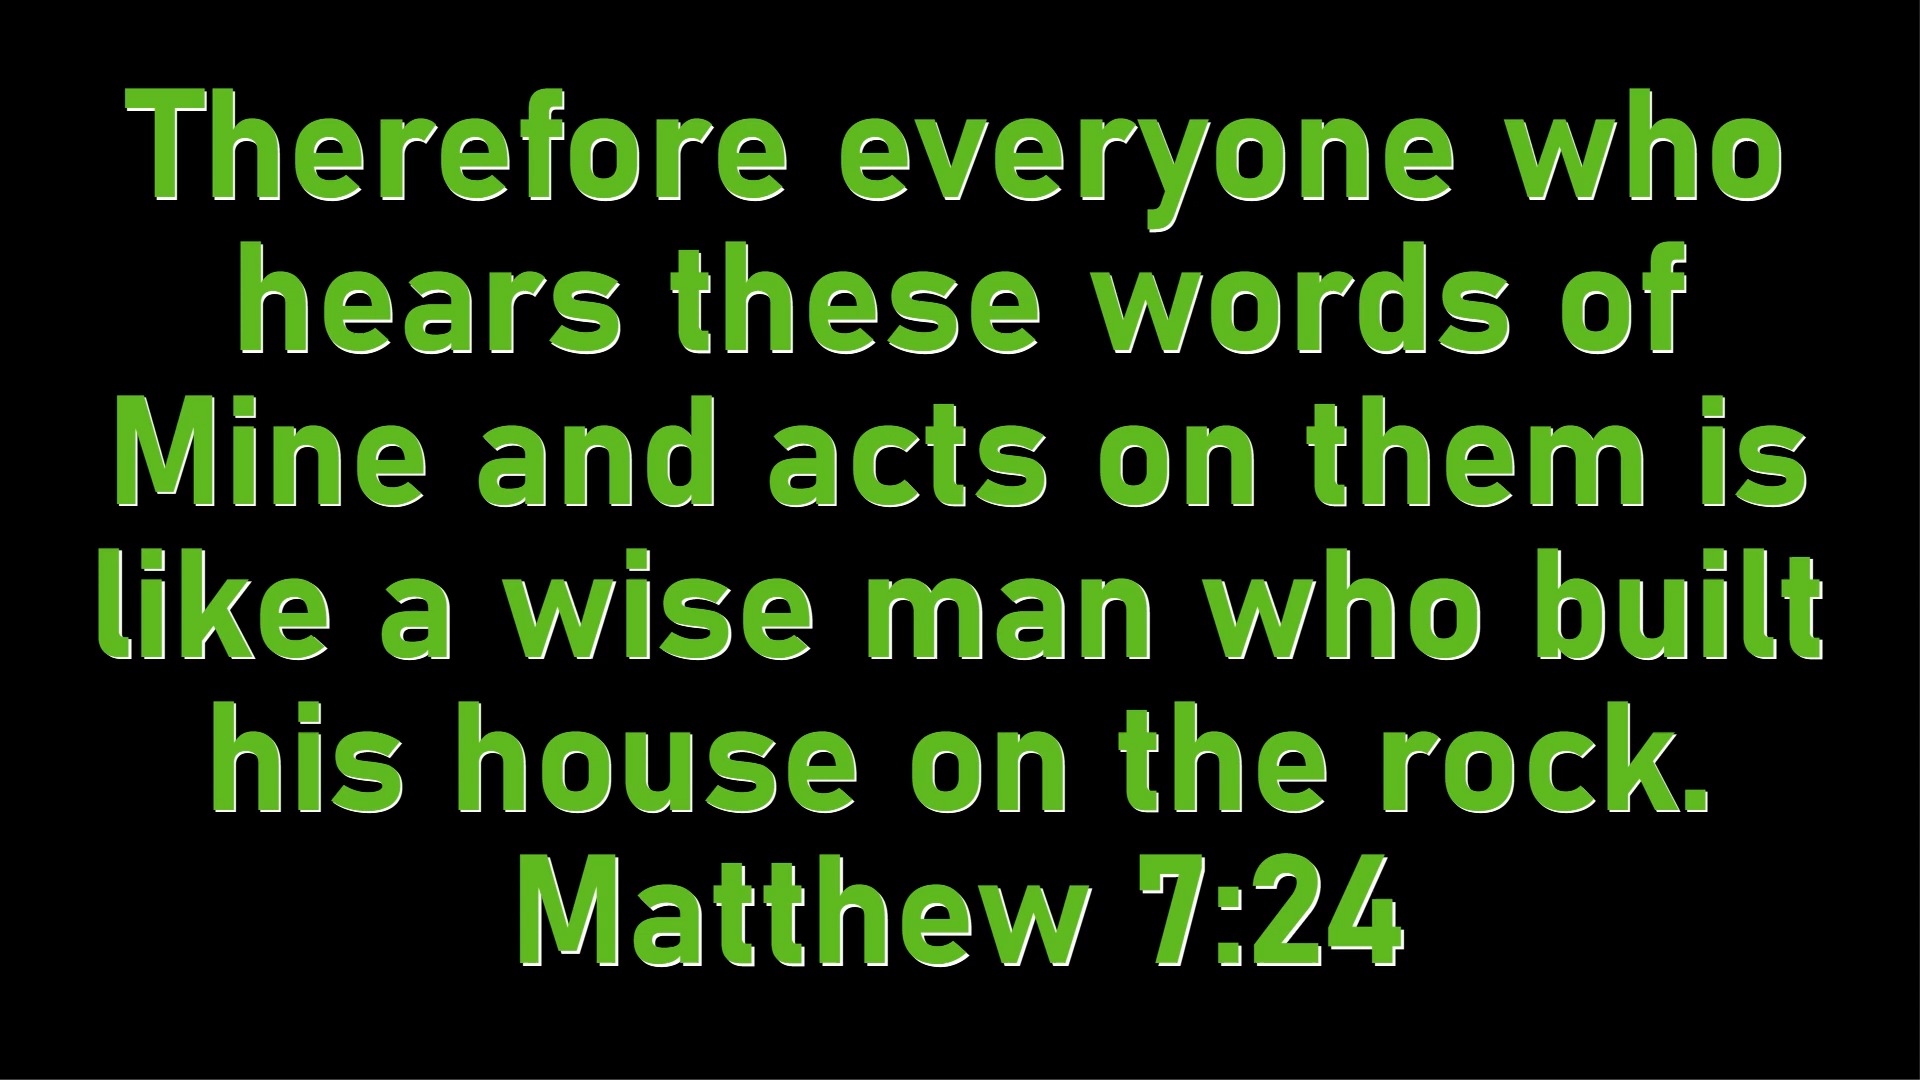 Therefore everyone who
hears these words of
Mine and acts on them is
like a wise man who built
his house on the rock.
Matthew 7:24